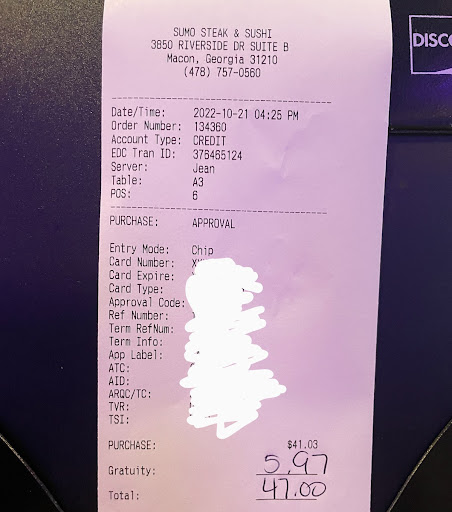 DISC
SUMO STEAK & SUSHI
3850 RIVERSIDE DR SUITE B
Macon, Georgia 31210
(478) 757-0560
Date/Time: 2022-10-21 04:25 PM
Order Number: 134360
Account Type: CREDIT
EDC Tran ID: 376465124
Server: Jean
Table: A3
POS: 6
PURCHASE: APPROVAL
Entry Mode: Chip
Card Number:
Card Expire:
Card Type:
Approval Code:
Ref Number:
Term RefNum:
Term Info:
App Label:
ATC:
AID:
ARQC/TC:
TVR:
TSI:
PURCHASE: $41.03
Gratuity: 5.97
Total: 47.00